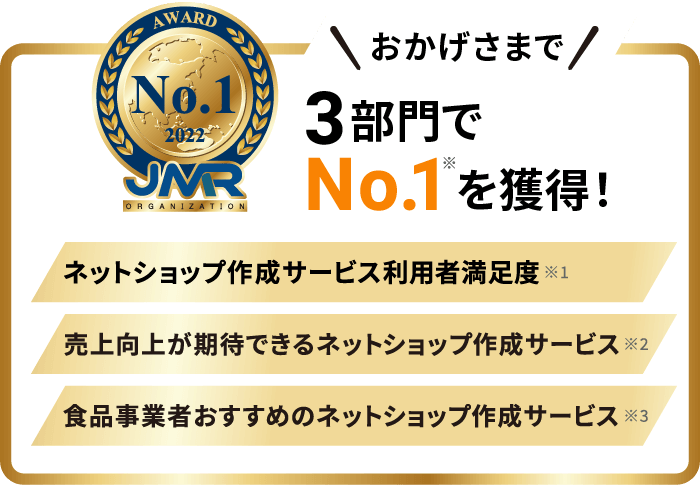 AWARD
No.1
2022
JMR
ORGANIZATION
おかげさまで
3部門で
No.1※を獲得!
ネットショップ作成サービス利用者満足度※1
売上向上が期待できるネットショップ作成サービス※2
食品事業者おすすめのネットショップ作成サービス※3